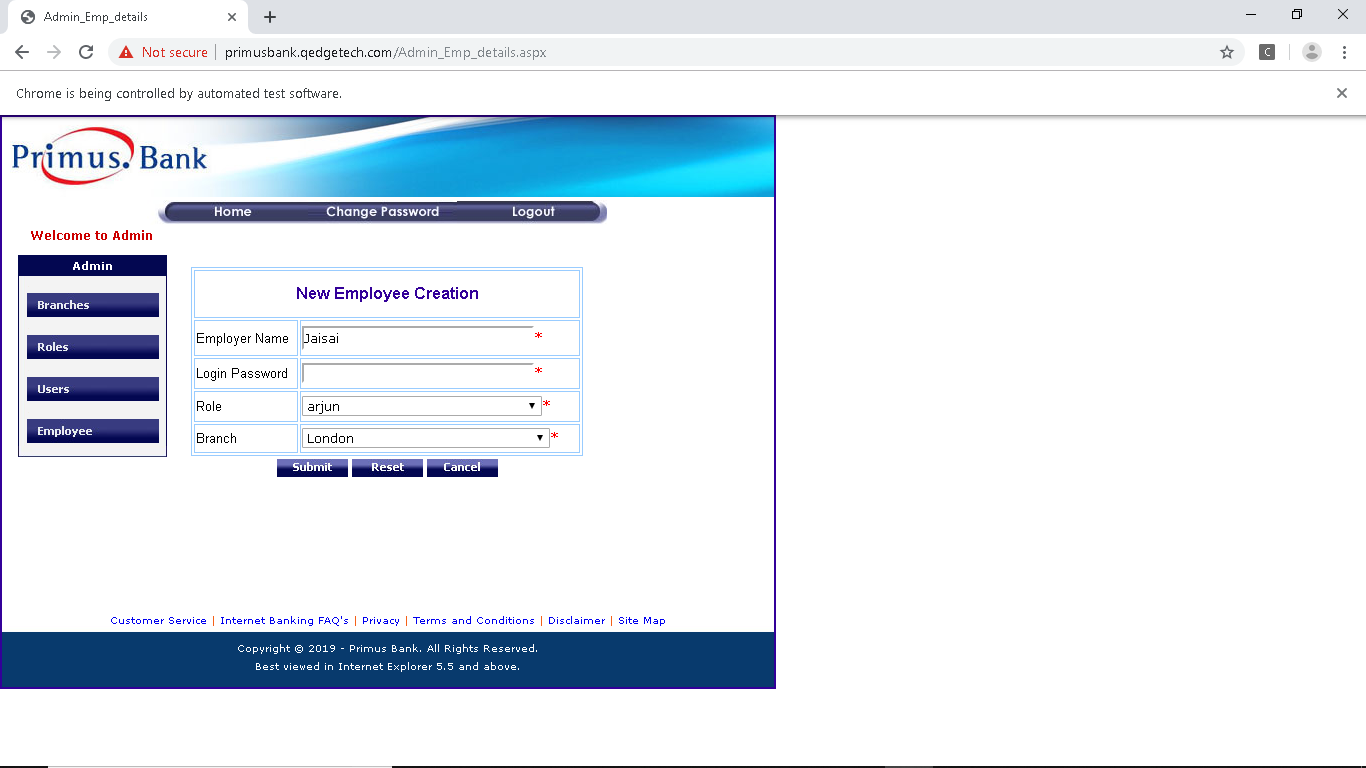 Admin_Emp_details
Not secure primusbank.qedgetech.com/Admin_Emp_details.aspx
C
Chrome is being controlled by automated test software.
Primus. Bank
Home Change Password Logout
Welcome to Admin
Admin
Branches
Roles
Users
Employee
New Employee Creation
Employer Name Jaisai *
Login Password *
Role arjun *
Branch London *
Submit Reset Cancel
Customer Service | Internet Banking FAQ's | Privacy | Terms and Conditions | Disclaimer | Site Map
Copyright © 2019 - Primus Bank. All Rights Reserved.
Best viewed in Internet Explorer 5.5 and above.